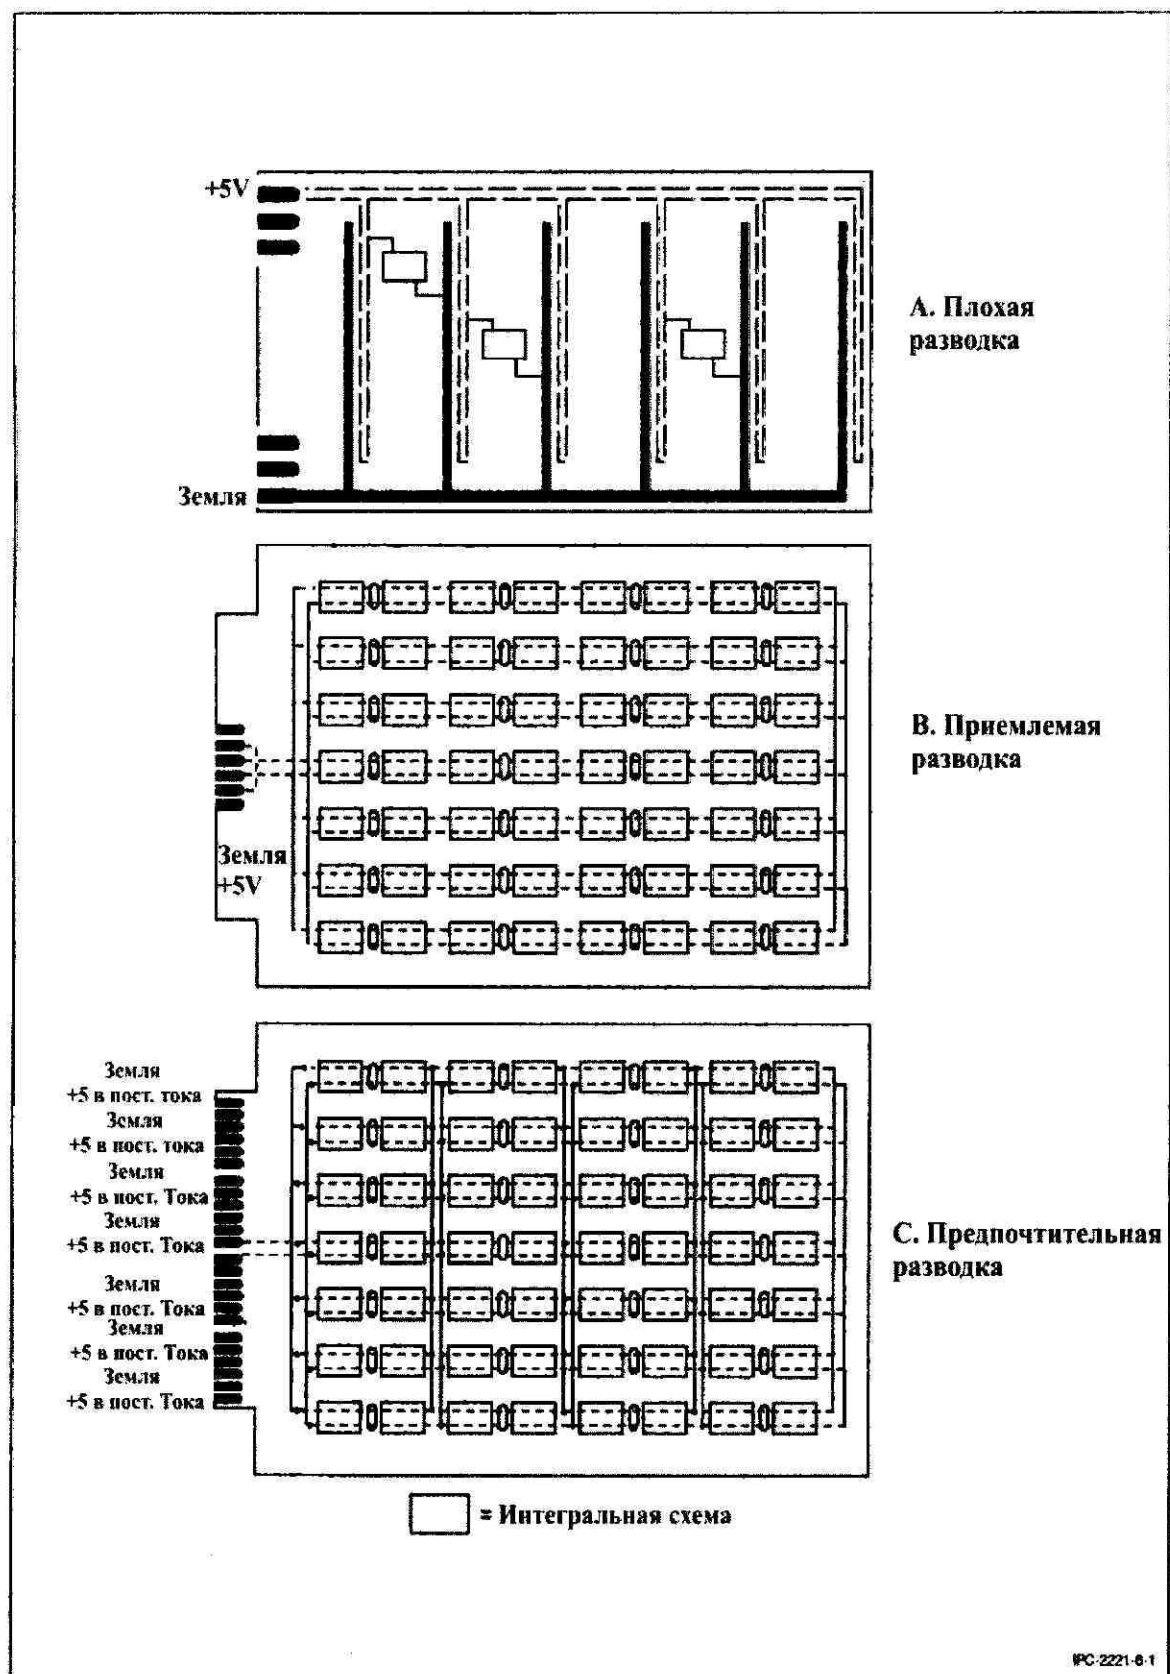 +5V
Земля
А. Плохая
разводка
Земля
+5V
В. Приемлемая
разводка
Земля
+5 в пост. тока
Земля
+5 в пост. тока
Земля
+5 в пост. Тока
Земля
+5 в пост. Тока
Земля
+5 в пост. Тока
Земля
+5 в пост. Тока
Земля
+5 в пост. Тока
С. Предпочтительная
разводка
= Интегральная схема
IPC-2221-6-1